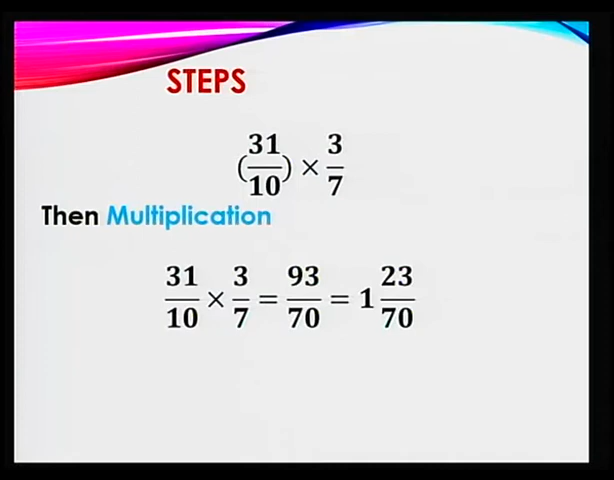 STEPS
(31/10) × 3/7
Then Multiplication
31/10 × 3/7 = 93/70 = 1 23/70